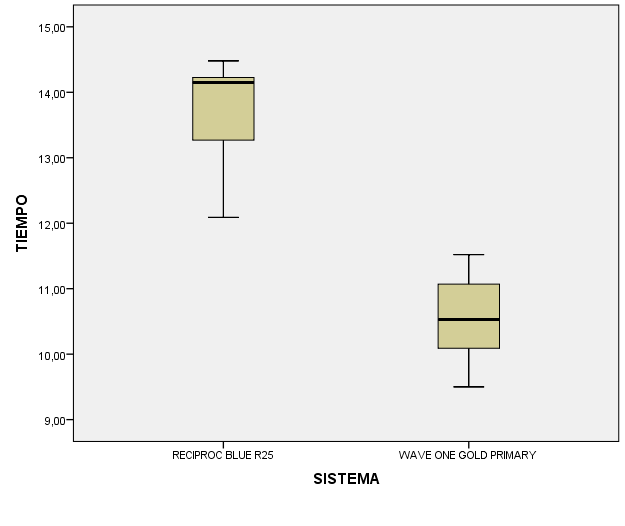 15,00
14,00
13,00
12,00
11,00
10,00
9,00
TIEMPO
RECIPROC BLUE R25
WAVE ONE GOLD PRIMARY
SISTEMA